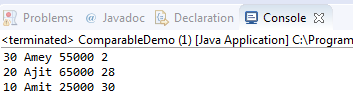 Problems @ Javadoc Declaration Console
<terminated> ComparableDemo (1) [Java Application] C:\Program
30 Amey 55000 2
20 Ajit 65000 28
10 Amit 25000 30